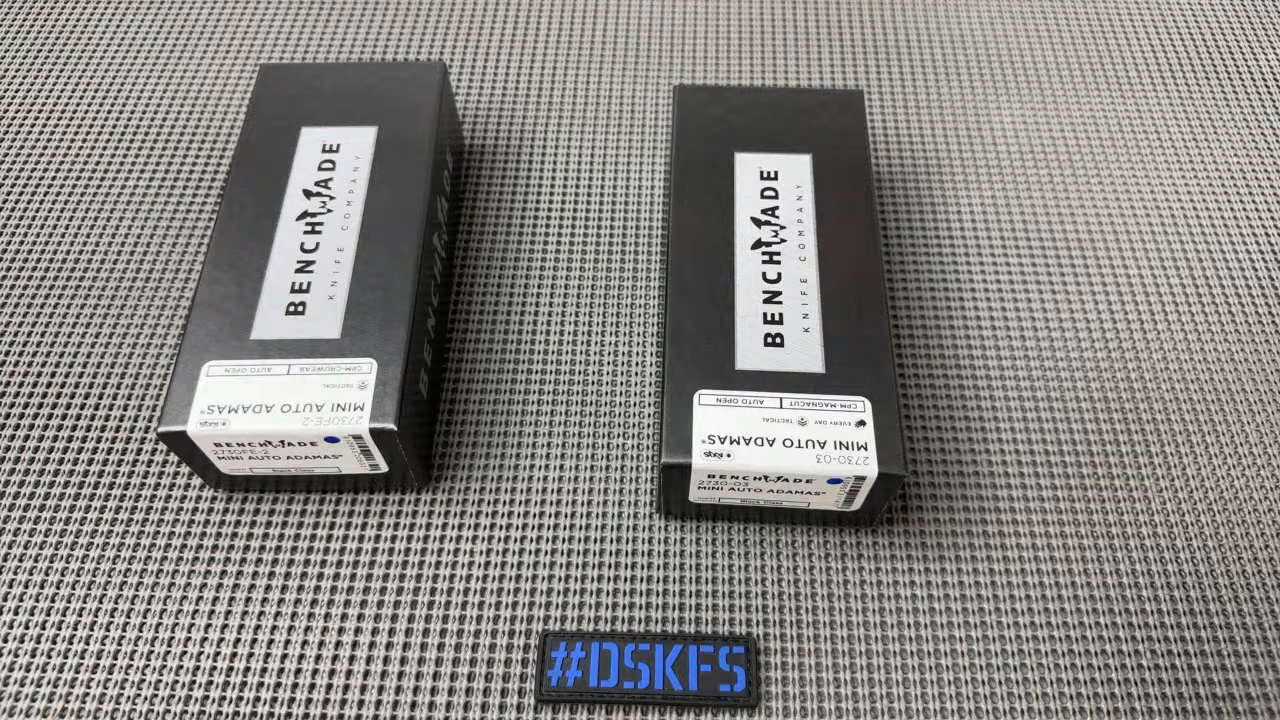 BENCHMADE
KNIFE COMPANY
BENCHMADE
CPM-CRUWEAR
AUTO OPEN
TACTICAL
MINI AUTO ADAMAS®
2730FE-2
BENCHMADE
2730FE-2
MINI AUTO ADAMAS®
Black Class
BENCHMADE
KNIFE COMPANY
CPM-MAGNACUT
AUTO OPEN
EVERY DAY
TACTICAL
MINI AUTO ADAMAS®
2730-03
BENCHMADE
2730-03
MINI AUTO ADAMAS®
Black Class
#DSKFS